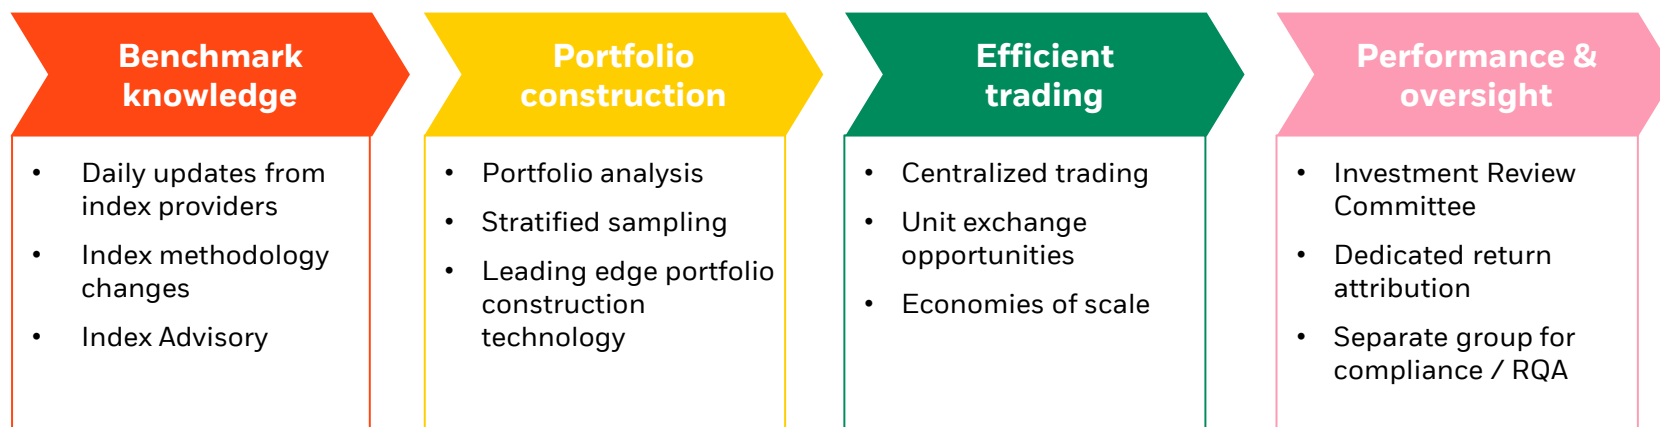 Benchmark
knowledge
• Daily updates from
index providers
• Index methodology
changes
• Index Advisory
Portfolio
construction
• Portfolio analysis
• Stratified sampling
• Leading edge portfolio
construction
technology
Efficient
trading
• Centralized trading
• Unit exchange
opportunities
• Economies of scale
Performance &
oversight
• Investment Review
Committee
• Dedicated return
attribution
• Separate group for
compliance / RQA